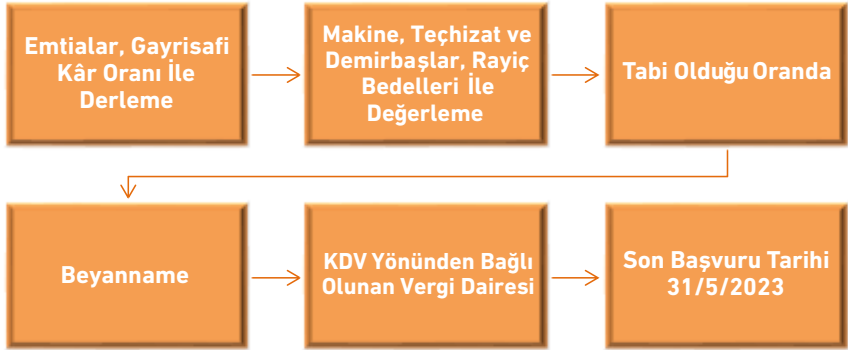 Emtialar, Gayrisafi
Kâr Oranı İle
Derleme
Makine, Teçhizat ve
Demirbaşlar, Rayiç
Bedelleri İle
Değerleme
Tabi Olduğu Oranda
Beyanname
KDV Yönünden Bağlı
Olunan Vergi Dairesi
Son Başvuru Tarihi
31/5/2023